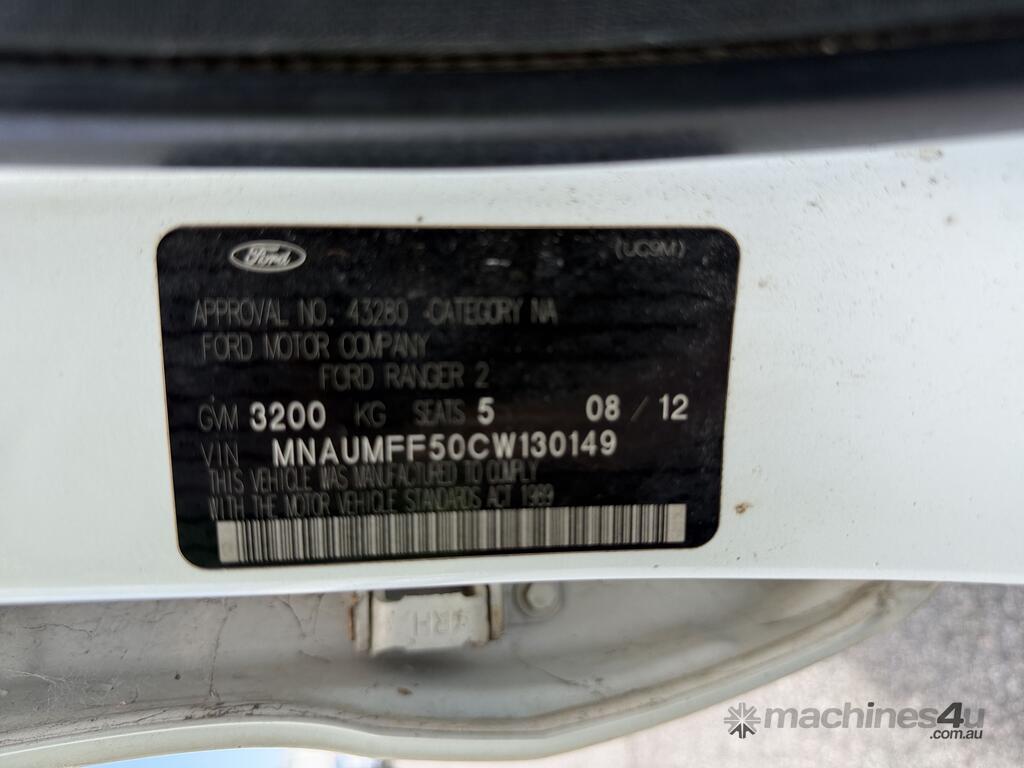 Ford (UC9M)
APPROVAL NO. 43280 CATEGORY NA
FORD MOTOR COMPANY
FORD RANGER 2
GVM 3200 KG SEATS 5 08 / 12
VIN MNAUMFF50CW130149
THIS VEHICLE WAS MANUFACTURED TO COMPLY
WITH THE MOTOR VEHICLE STANDARDS ACT 1989
RH
machines4u
.com.au